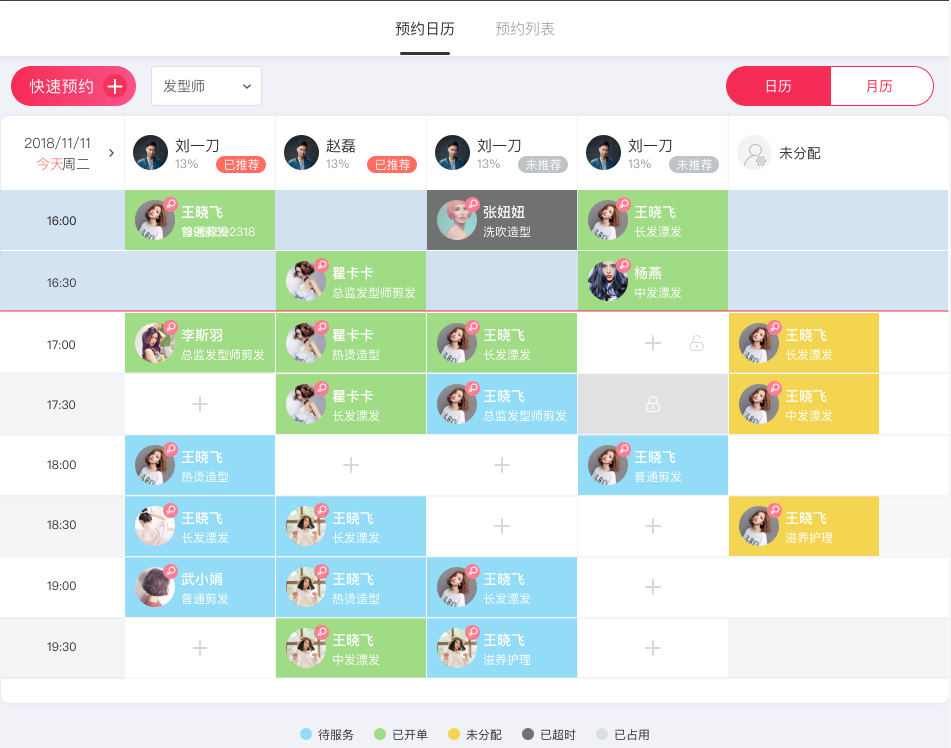 预约日历 预约列表
快速预约 发型师 日历 月历
2018/11/11
今天周二
刘一刀
13% 已推荐
赵磊
13% 已推荐
刘一刀
13% 未推荐
刘一刀
13% 未推荐
未分配
16:00
王晓飞
张妞妞
洗吹造型
王晓飞
长发漂发
16:30
瞿卡卡
总监发型师剪发
杨燕
中发漂发
17:00
李斯羽
总监发型师剪发
瞿卡卡
热烫造型
王晓飞
长发漂发
王晓飞
长发漂发
17:30
瞿卡卡
长发漂发
王晓飞
总监发型师剪发
王晓飞
中发漂发
18:00
王晓飞
热烫造型
王晓飞
普通剪发
18:30
王晓飞
长发漂发
王晓飞
长发漂发
王晓飞
滋养护理
19:00
武小娟
普通剪发
王晓飞
热烫造型
王晓飞
长发漂发
19:30
王晓飞
中发漂发
王晓飞
滋养护理
待服务 已开单 未分配 已超时 已占用